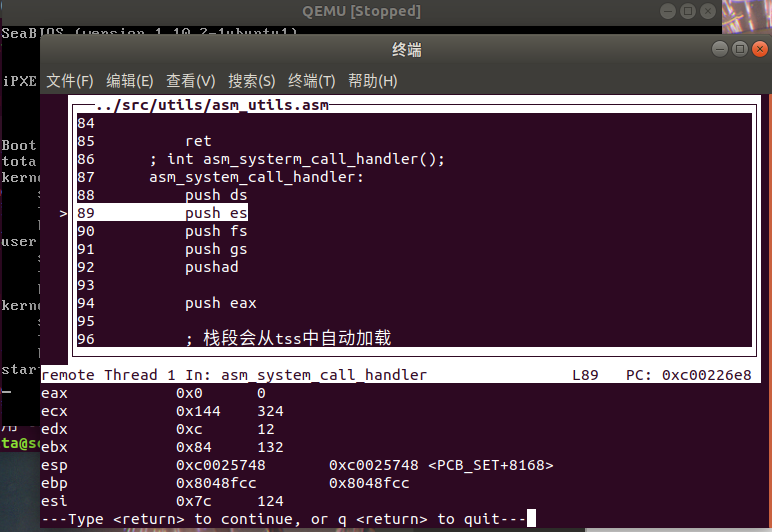 QEMU [Stopped]
SeaBIOS (version 1.10.2-1ubuntu1)
终端
iPXE
文件(F) 编辑(E) 查看(V) 搜索(S) 终端(T) 帮助(H)
../src/utils/asm_utils.asm
84
85 ret
86 ; int asm_systerm_call_handler();
87 asm_system_call_handler:
88 push ds
>89 push es
90 push fs
91 push gs
92 pushad
93
94 push eax
95
96 ; 栈段会从tss中自动加载
Boot
tota
kern
user
kern
star
remote Thread 1 In: asm_system_call_handler L89 PC: 0xc00226e8
eax 0x0 0
ecx 0x144 324
edx 0xc 12
ebx 0x84 132
esp 0xc0025748 0xc0025748 <PCB_SET+8168>
ebp 0x8048fcc 0x8048fcc
esi 0x7c 124
---Type <return> to continue, or q <return> to quit---